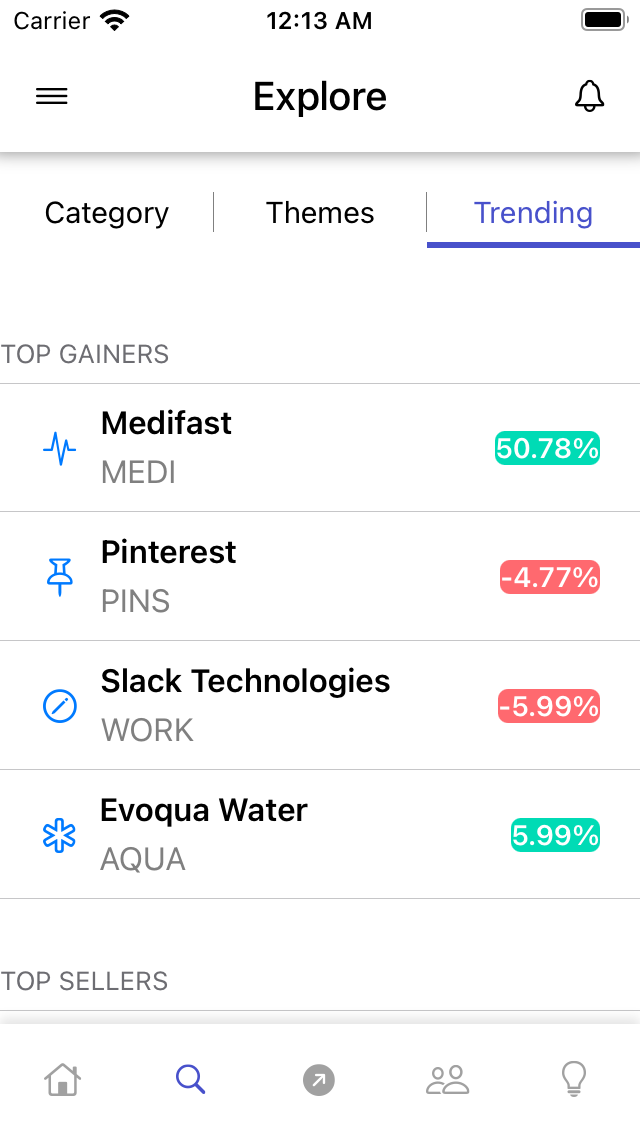 Carrier 12:13 AM
Explore
Category Themes Trending
TOP GAINERS
Medifast
MEDI
50.78%
Pinterest
PINS
-4.77%
Slack Technologies
WORK
-5.99%
Evoqua Water
AQUA
5.99%
TOP SELLERS